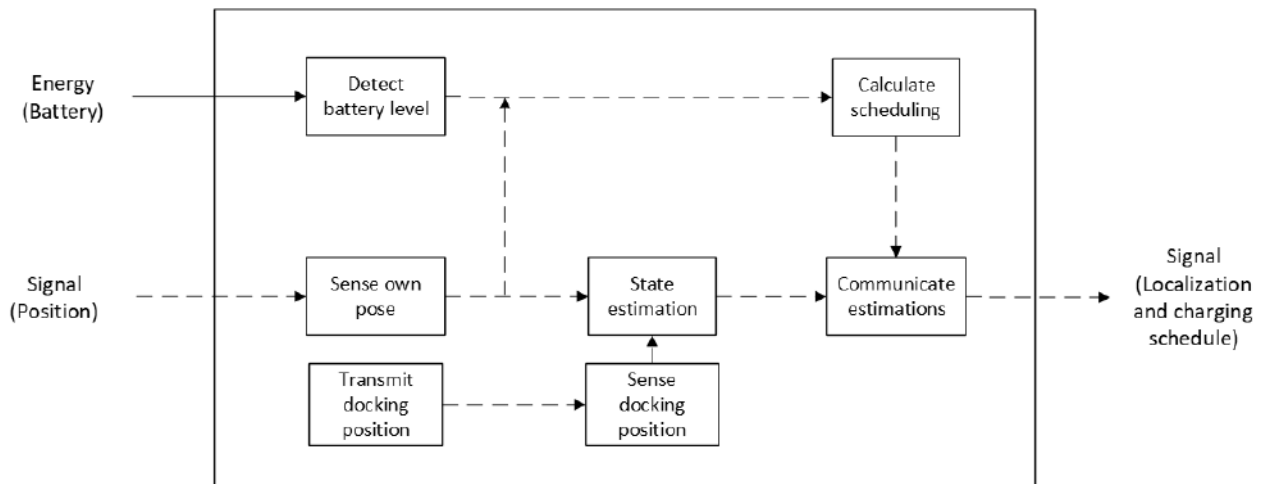 Energy
(Battery)
Detect
battery level
Calculate
scheduling
Signal
(Position)
Sense own
pose
State
estimation
Communicate
estimations
Signal
(Localization
and charging
schedule)
Transmit
docking
position
Sense
docking
position